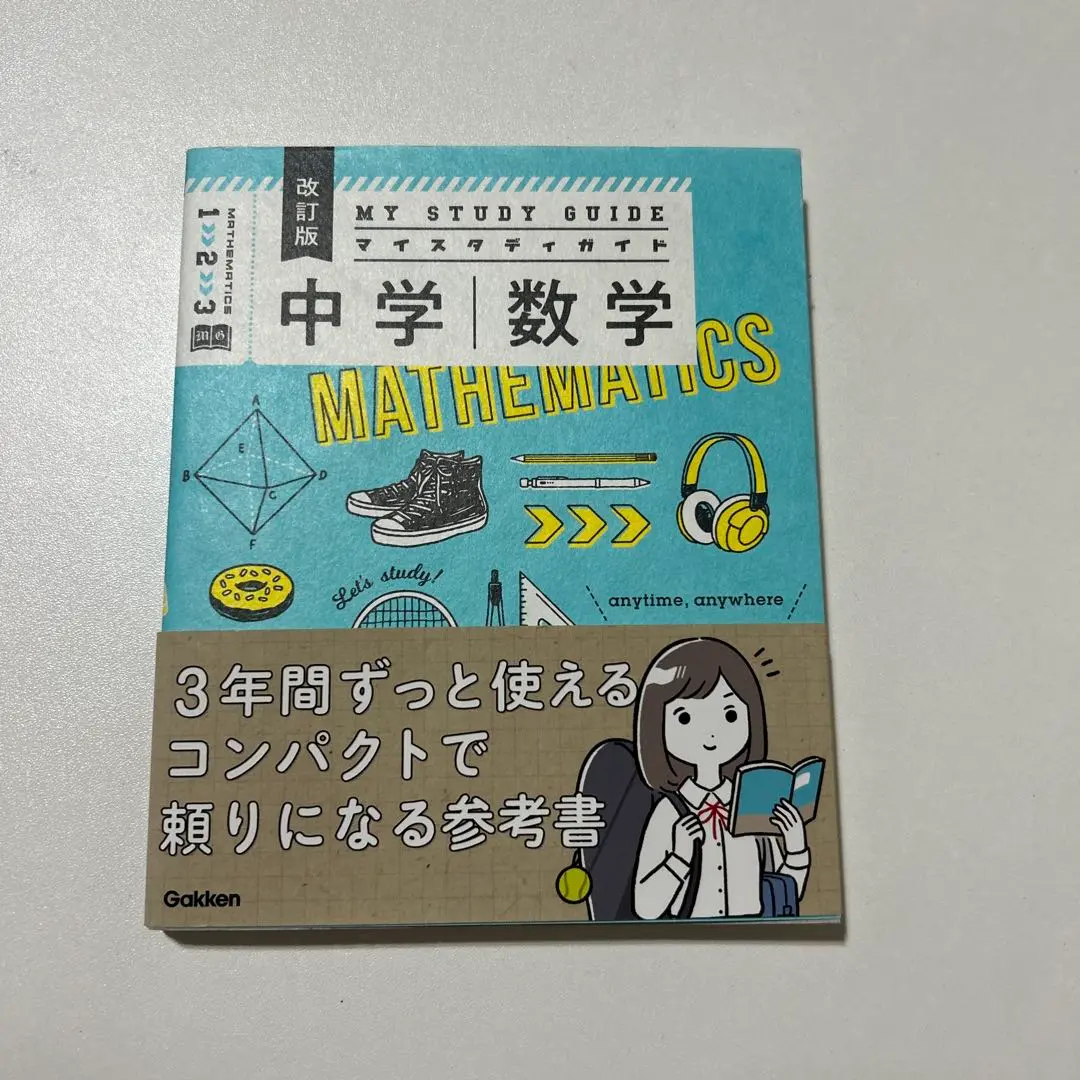 改訂版
MY STUDY GUIDE
マイスタディガイド
中学 数学
MATHEMATICS
1 2 3
MG
MATHEMATICS
A
E
B
D
C
F
Let's study!
anytime, anywhere
3年間ずっと使える
コンパクトで
頼りになる参考書
Gakken